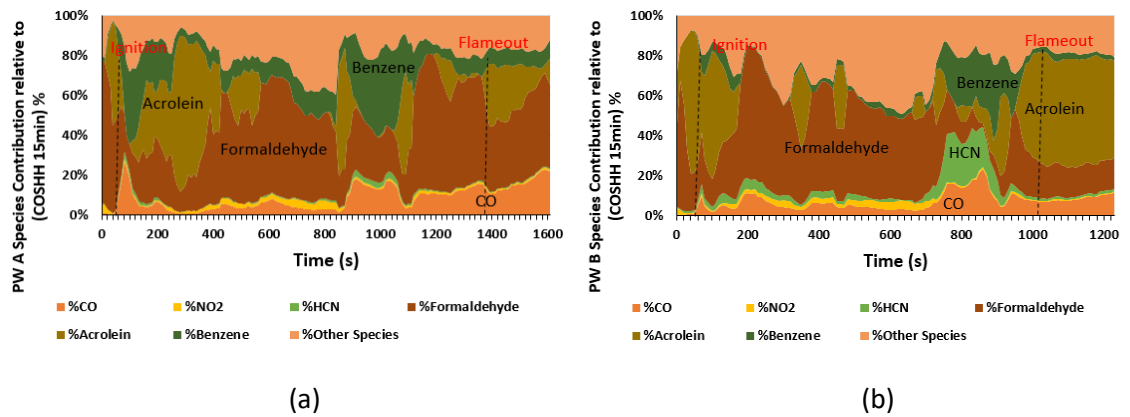 PW A Species Contribution relative to
(COSHH 15min) %
100%
80%
60%
40%
20%
0%
Ignition
Flameout
Benzene
Acrolein
Formaldehyde
CO
0 200 400 600 800 1000 1200 1400 1600
Time (s)
%CO %NO2 %HCN %Formaldehyde
%Acrolein %Benzene %Other Species
(a)
PW B Species Contribution relative to
(COSHH 15min) %
100%
80%
60%
40%
20%
0%
Ignition
Flameout
Benzene
Acrolein
Formaldehyde
HCN
CO
0 200 400 600 800 1000 1200
Time (s)
%CO %NO2 %HCN %Formaldehyde
%Acrolein %Benzene %Other Species
(b)